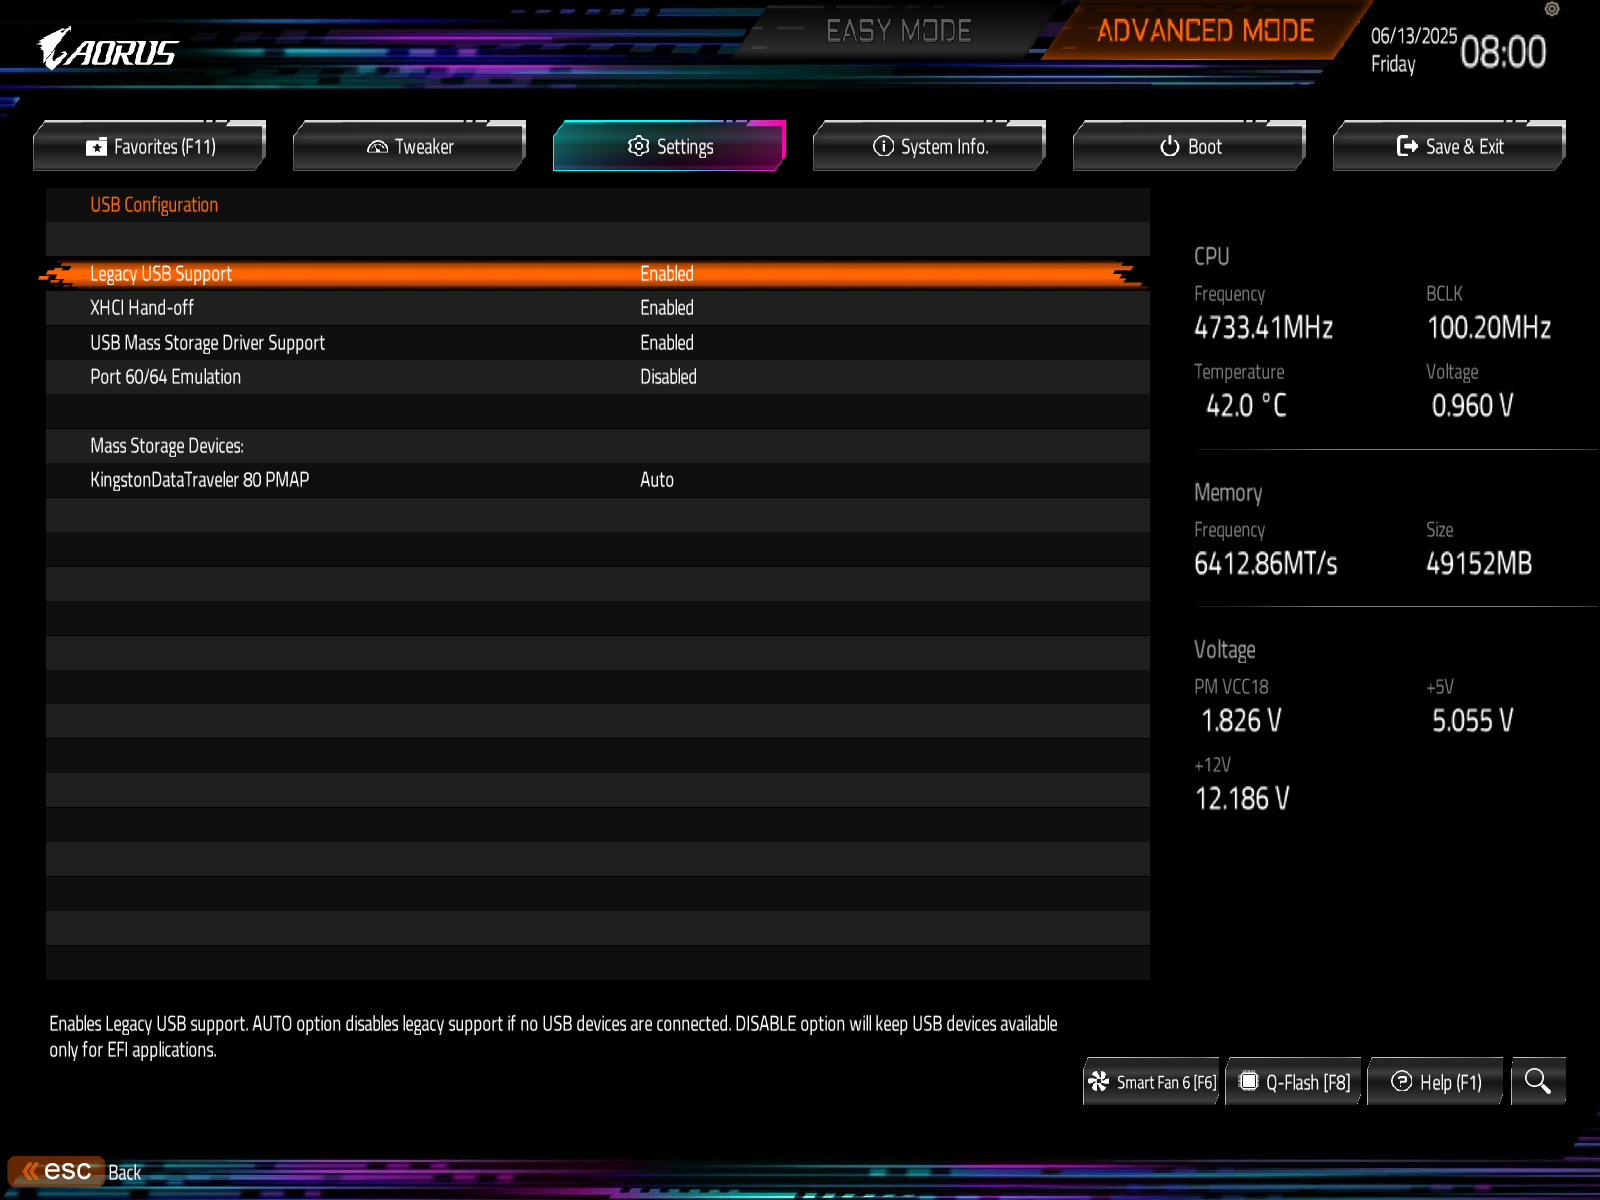 AORUS
EASY MODE
ADVANCED MODE
06/13/2025
Friday
08:00
Favorites (F11)
Tweaker
Settings
System Info.
Boot
Save & Exit
USB Configuration
Legacy USB Support Enabled
XHCI Hand-off Enabled
USB Mass Storage Driver Support Enabled
Port 60/64 Emulation Disabled
Mass Storage Devices:
KingstonDataTraveler 80 PMAP Auto
CPU
Frequency BCLK
4733.41MHz 100.20MHz
Temperature Voltage
42.0 °C 0.960 V
Memory
Frequency Size
6412.86MT/s 49152MB
Voltage
PM VCC18 +5V
1.826 V 5.055 V
+12V
12.186 V
Enables Legacy USB support. AUTO option disables legacy support if no USB devices are connected. DISABLE option will keep USB devices available
only for EFI applications.
Smart Fan 6 [F6]
Q-Flash [F8]
Help (F1)
esc Back